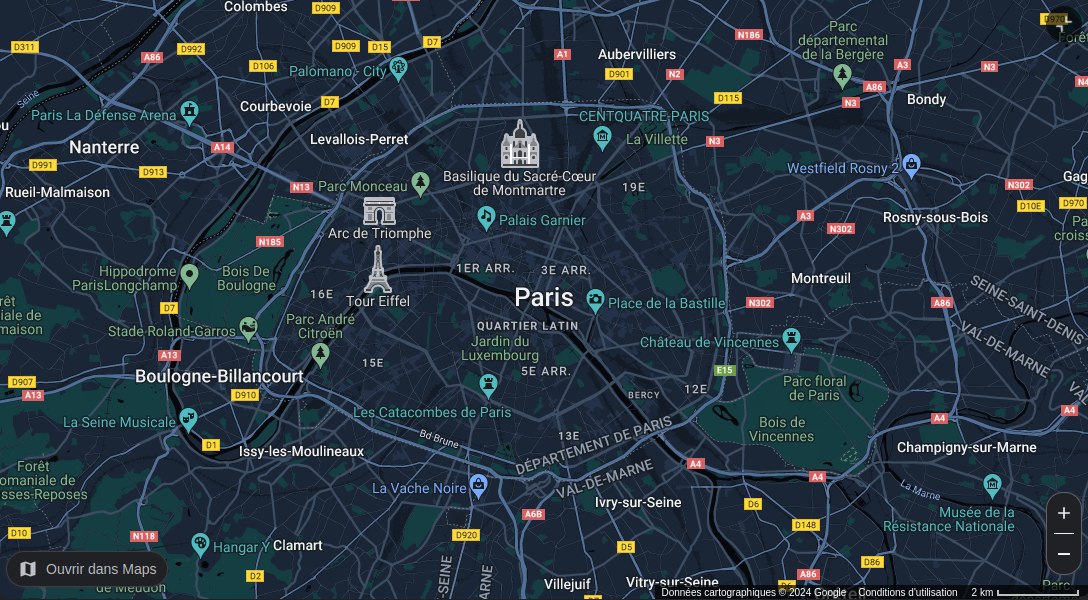 Colombes
D909
D970
D311
D992
D909
D15
D7
A1
N186
Parc
départemental
de la Bergère
Forêt
A86
D106
Palomano - City
Aubervilliers
D901
N2
A3
N3
A86
N3
Bondy
Seine
Paris La Défense Arena
Courbevoie
D7
D115
CENTQUATRE-PARIS
La Villette
N3
Nanterre
A14
Levallois-Perret
D991
D913
Basilique du Sacré-Cœur
de Montmartre
Westfield Rosny 2
Rueil-Malmaison
N13
Parc Monceau
19E
N302
D10E
D970
Palais Garnier
A3
N302
Rosny-sous-Bois
Arc de Triomphe
N185
Hippodrome
ParisLongchamp
Bois De
Boulogne
1ER ARR.
3E ARR.
Montreuil
16E
Tour Eiffel
Paris
Place de la Bastille
N302
A86
SEINE-SAINT-DENIS
VAL-DE-MARNE
D7
Stade Roland-Garros
Parc André
Citroën
QUARTIER LATIN
Jardin du
Luxembourg
Château de Vincennes
A13
15E
5E ARR.
E15
Boulogne-Billancourt
D907
A13
D910
12E
BERCY
Parc floral
de Paris
La Seine Musicale
Les Catacombes de Paris
A4
A4
D1
Bd Brune
13E
DÉPARTEMENT DE PARIS
VAL-DE-MARNE
Bois de
Vincennes
Issy-les-Moulineaux
Champigny-sur-Marne
A4
A4
Forêt
La Vache Noire
Ivry-sur-Seine
La Marne
Musée de la
Résistance Nationale
D6
A6B
D10
N118
D920
D148
Hangar Y
Clamart
D5
D86
Ouvrir dans Maps
D2
Villejuif
Vitry-sur-Seine
A86
de Meudon
Données cartographiques © 2024 Google
Conditions d'utilisation
2 km